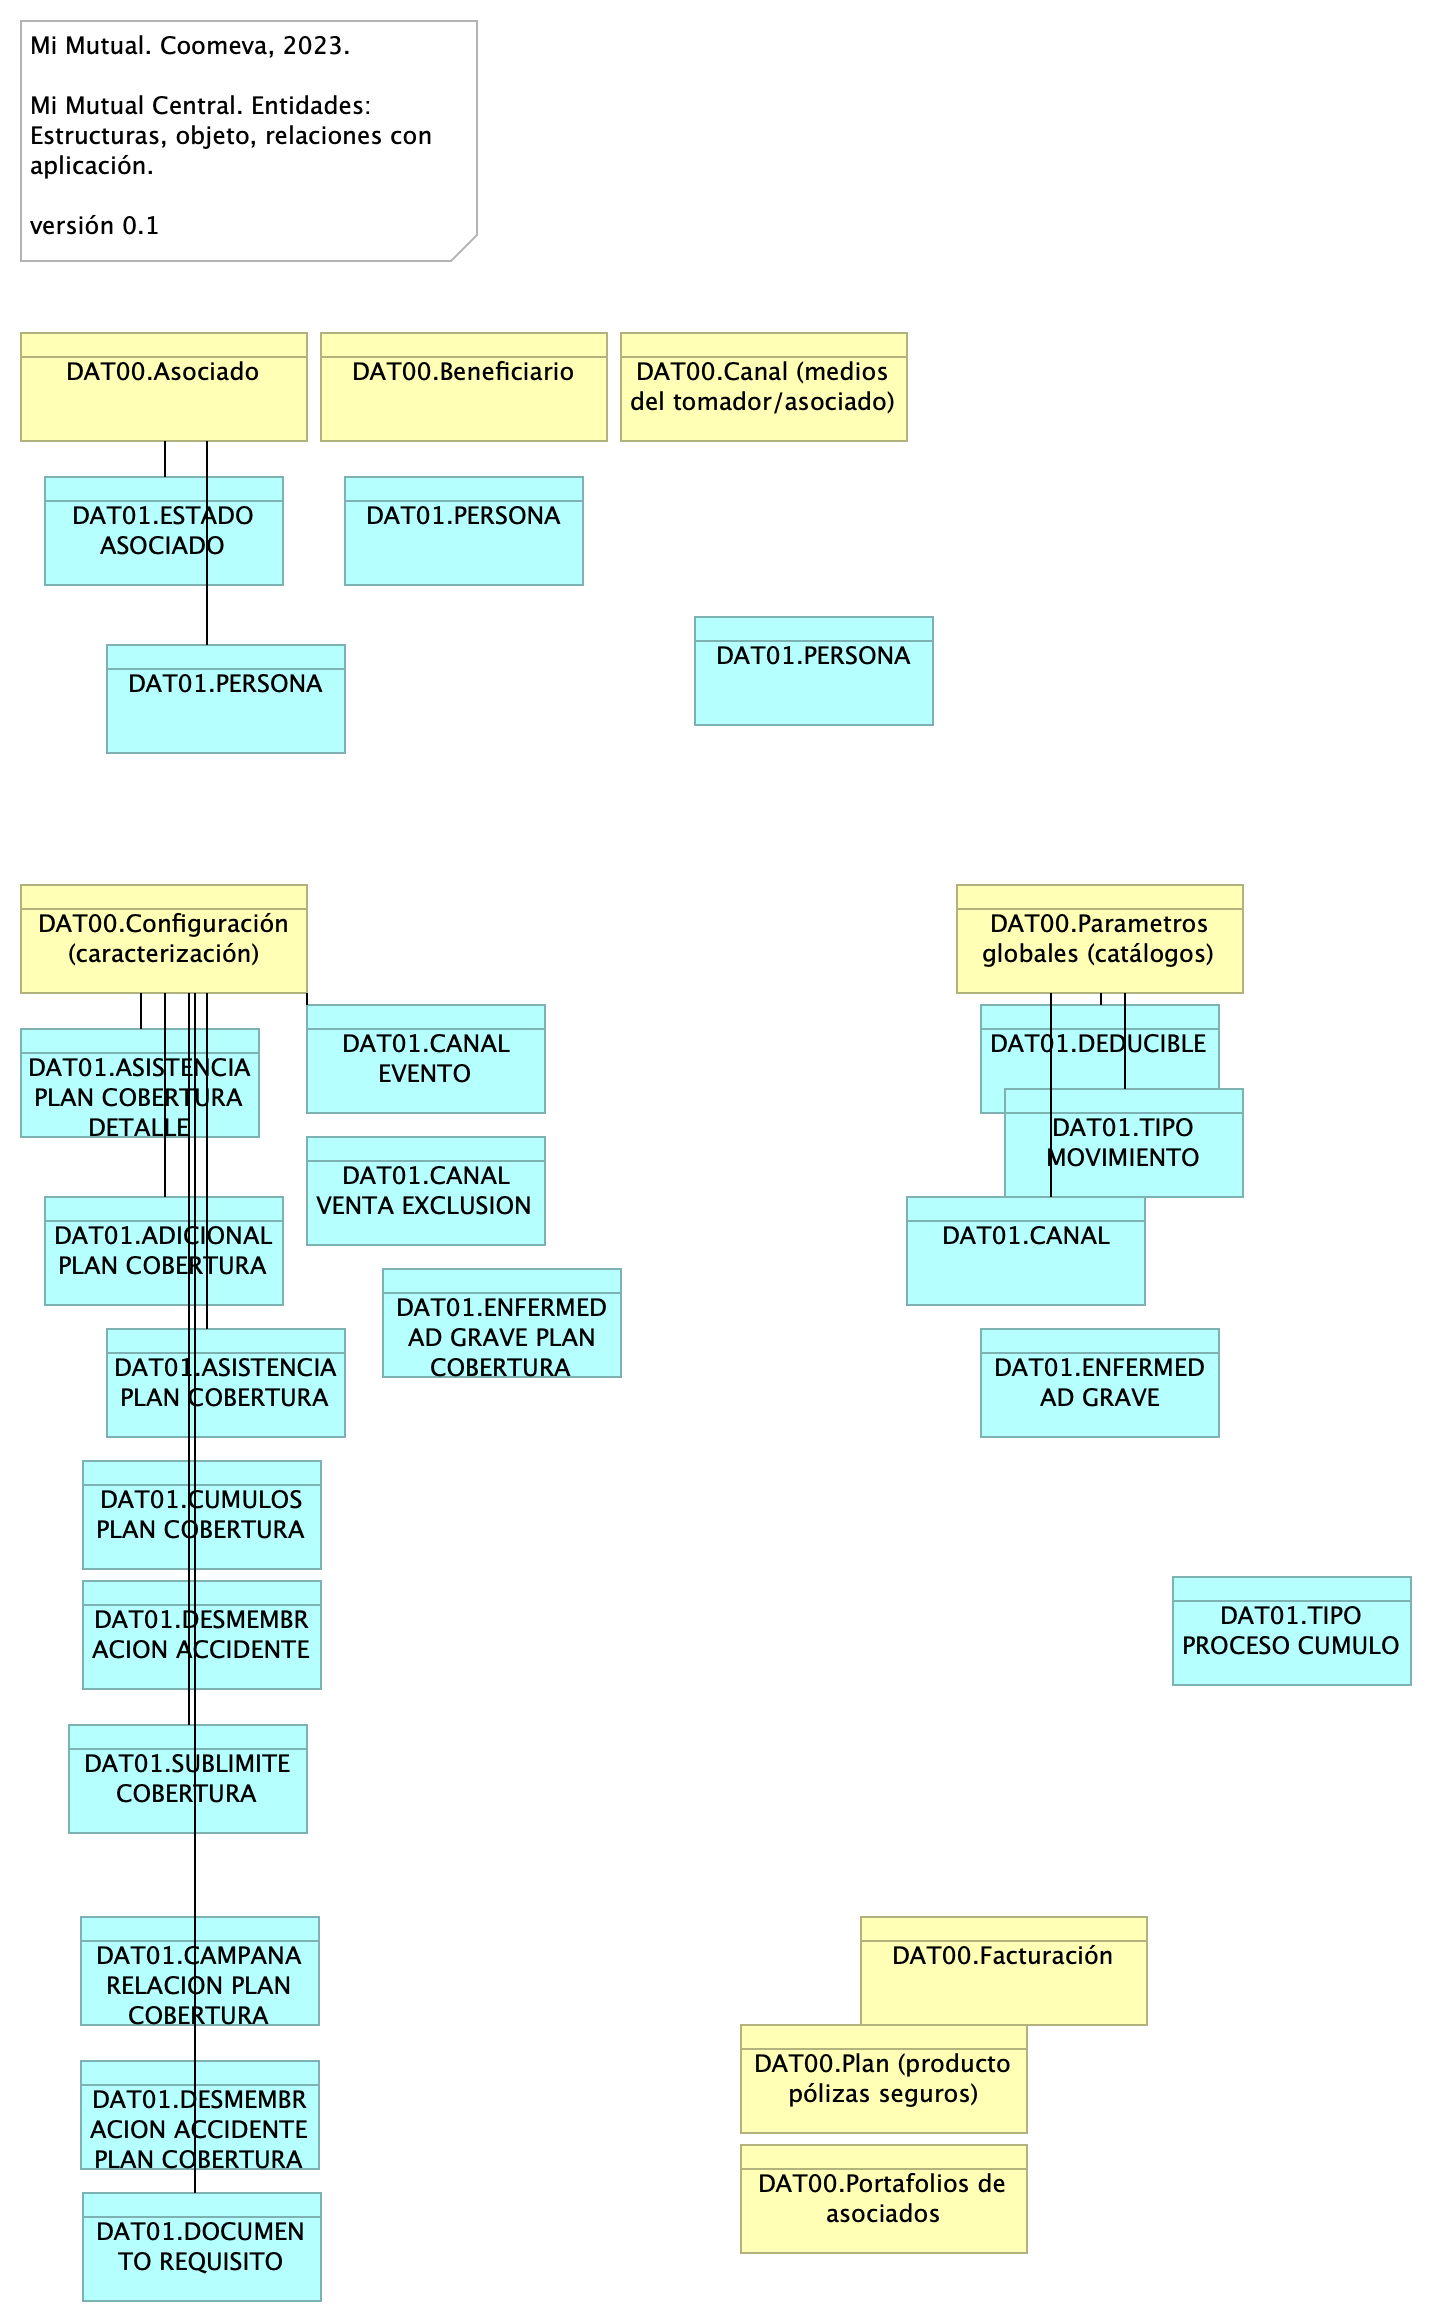 Mi Mutual. Coomeva, 2023.
Mi Mutual Central. Entidades:
Estructuras, objeto, relaciones con
aplicación.
versión 0.1
DAT00.Asociado
DAT00.Beneficiario
DAT00.Canal (medios
del tomador/asociado)
DAT01.ESTADO
ASOCIADO
DAT01.PERSONA
DAT01.PERSONA
DAT01.PERSONA
DAT00.Configuración
(caracterización)
DAT00.Parametros
globales (catálogos)
DAT01.ASISTENCIA
PLAN COBERTURA
DETALLE
DAT01.CANAL
EVENTO
DAT01.DEDUCIBLE
DAT01.TIPO
MOVIMIENTO
DAT01.CANAL
VENTA EXCLUSION
DAT01.ADICIONAL
PLAN COBERTURA
DAT01.CANAL
DAT01.ENFERMED
AD GRAVE PLAN
COBERTURA
DAT01.ASISTENCIA
PLAN COBERTURA
DAT01.ENFERMED
AD GRAVE
DAT01.CUMULOS
PLAN COBERTURA
DAT01.DESMEMBR
ACION ACCIDENTE
DAT01.TIPO
PROCESO CUMULO
DAT01.SUBLIMITE
COBERTURA
DAT01.CAMPANA
RELACION PLAN
COBERTURA
DAT00.Facturación
DAT00.Plan (producto
pólizas seguros)
DAT01.DESMEMBR
ACION ACCIDENTE
PLAN COBERTURA
DAT00.Portafolios de
asociados
DAT01.DOCUMEN
TO REQUISITO